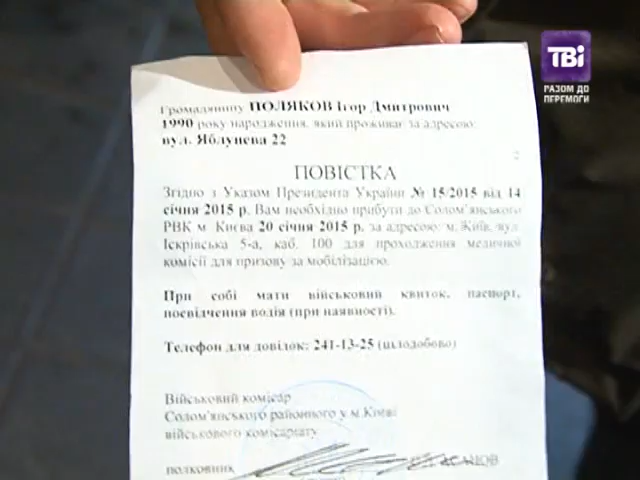 ТВі
РАЗОМ ДО
ПЕРЕМОГИ
Громадянину ПОЛЯКОВ Ігор Дмитрович
1990 року народження, який проживає за адресою:
вул. Яблунева 22
2
ПОВІСТКА
Згідно з Указом Президента України № 15/2015 від 14
січня 2015 р. Вам необхідно прибути до Солом'янського
РВК м. Києва 20 січня 2015 р. за адресою: м. Київ, вул.
Іскрівська 5-а, каб. 100 для проходження медичної
комісії для призову за мобілізацією.
При собі мати військовий квиток, паспорт,
посвідчення водія (при наявності).
Телефон для довідок: 241-13-25 (цілодобово)
Військовий комісар
Солом'янського районного у м.Києві
військового комісаріату
полковник